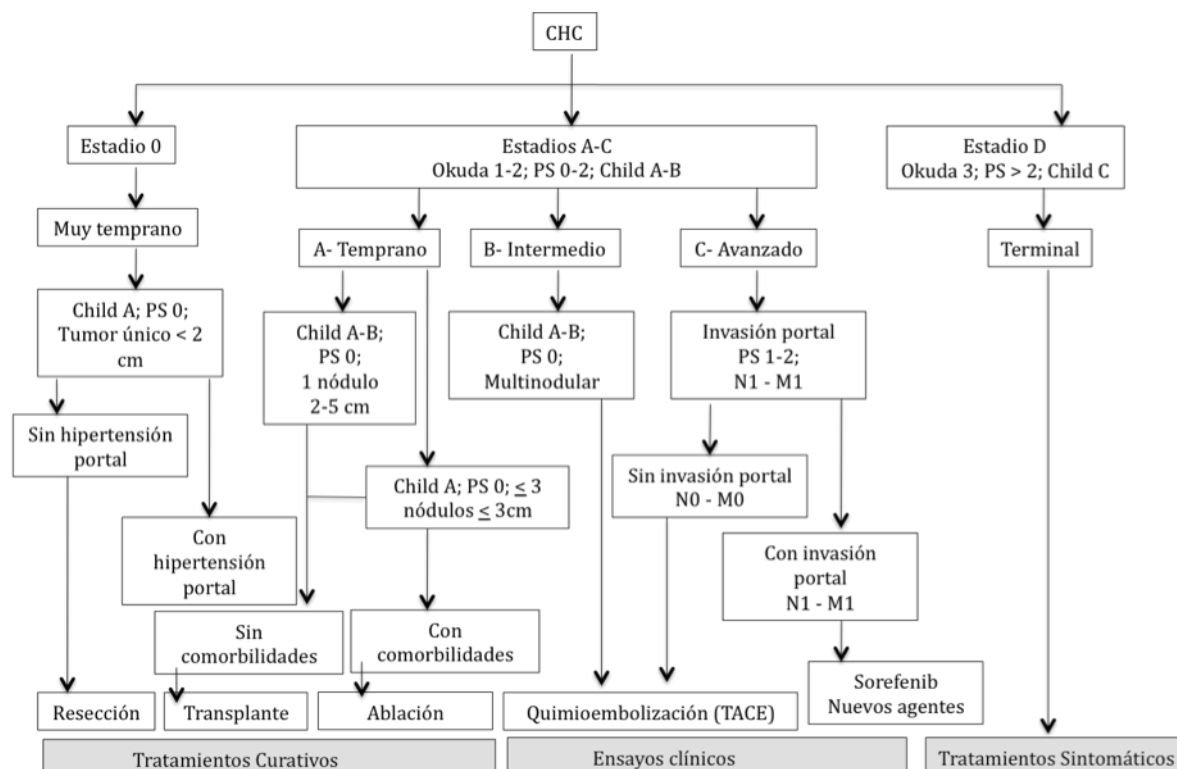 CHC
Estadio 0
Estadios A-C
Okuda 1-2; PS 0-2; Child A-B
Estadio D
Okuda 3; PS > 2; Child C
Muy temprano
A- Temprano
B- Intermedio
C- Avanzado
Terminal
Child A; PS 0;
Tumor único < 2
cm
Child A-B;
PS 0;
1 nódulo
2-5 cm
Child A-B;
PS 0;
Multinodular
Invasión portal
PS 1-2;
N1 - M1
Sin hipertensión
portal
Child A; PS 0; ≤ 3
nódulos ≤ 3cm
Sin invasión portal
N0 - M0
Con
hipertensión
portal
Con invasión
portal
N1 - M1
Sin
comorbilidades
Con
comorbilidades
Resección
Transplante
Ablación
Quimioembolización (TACE)
Sorefenib
Nuevos agentes
Tratamientos Curativos
Ensayos clínicos
Tratamientos Sintomáticos